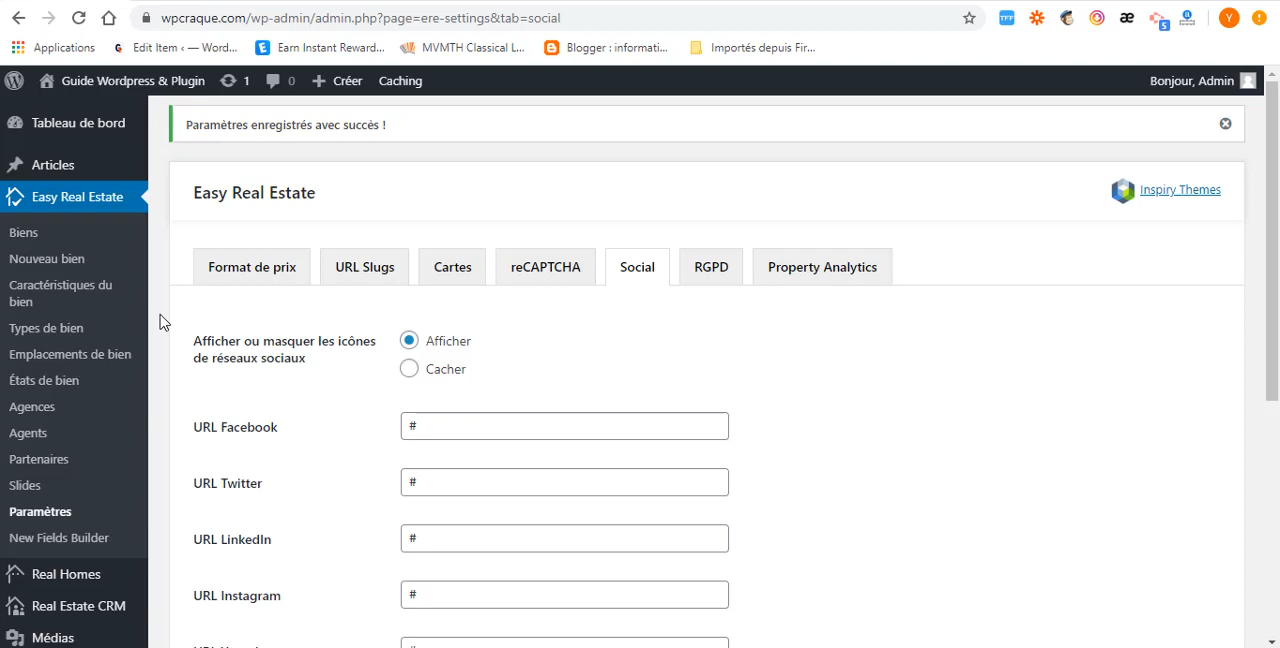 wpcraque.com/wp-admin/admin.php?page=ere-settings&tab=social
Applications
Edit Item ‹ — Word...
Earn Instant Reward...
MVMTH Classical L...
Blogger : informati...
Importés depuis Fir...
Guide Wordpress & Plugin
1
0
Créer
Caching
Bonjour, Admin
Tableau de bord
Articles
Easy Real Estate
Biens
Nouveau bien
Caractéristiques du
bien
Types de bien
Emplacements de bien
États de bien
Agences
Agents
Partenaires
Slides
Paramètres
New Fields Builder
Real Homes
Real Estate CRM
Médias
Paramètres enregistrés avec succès !
Easy Real Estate
Inspiry Themes
Format de prix
URL Slugs
Cartes
reCAPTCHA
Social
RGPD
Property Analytics
Afficher ou masquer les icônes
de réseaux sociaux
Afficher
Cacher
URL Facebook
#
URL Twitter
#
URL LinkedIn
#
URL Instagram
#